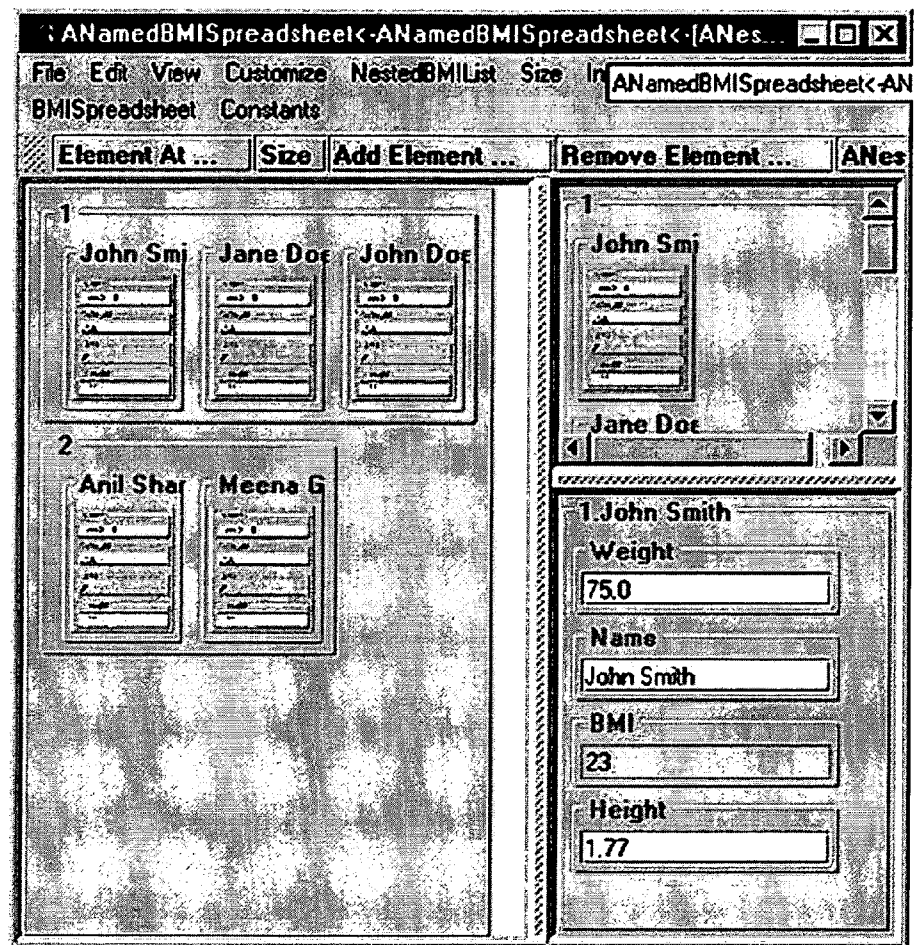 ANamedBMISpreadsheet<-ANamedBMISpreadsheet<-[ANes...
File Edit View Customize NestedBMIList Size In
ANamedBMISpreadsheet<-AN
BMISpreadsheet Constants
Element At ... Size Add Element ... Remove Element ... ANes
1
John Smi Jane Doe John Doe
2
Anil Shar Meena G
1
John Smi
Jane Doe
1.John Smith
Weight
75.0
Name
John Smith
BMI
23
Height
1.77